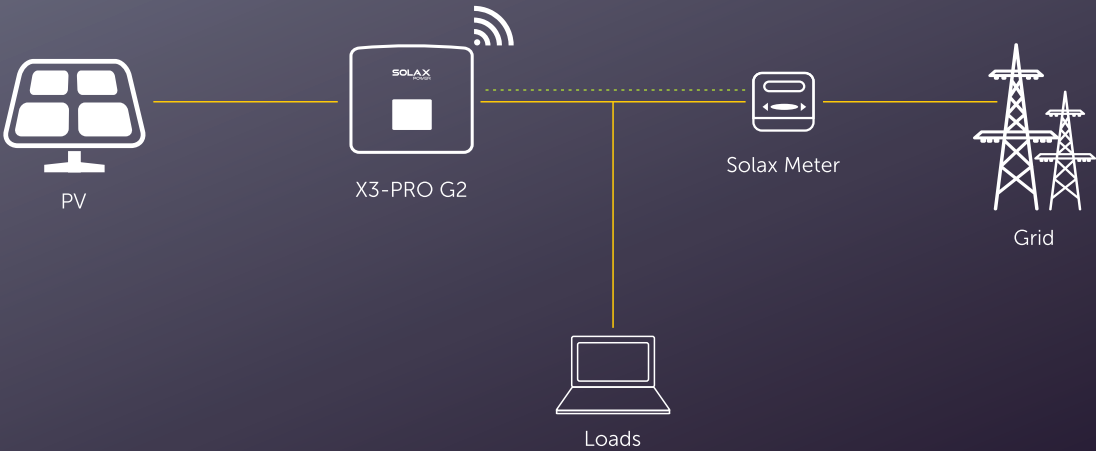 SOLAX
POWER
Solax Meter
X3-PRO G2
PV
Grid
Loads